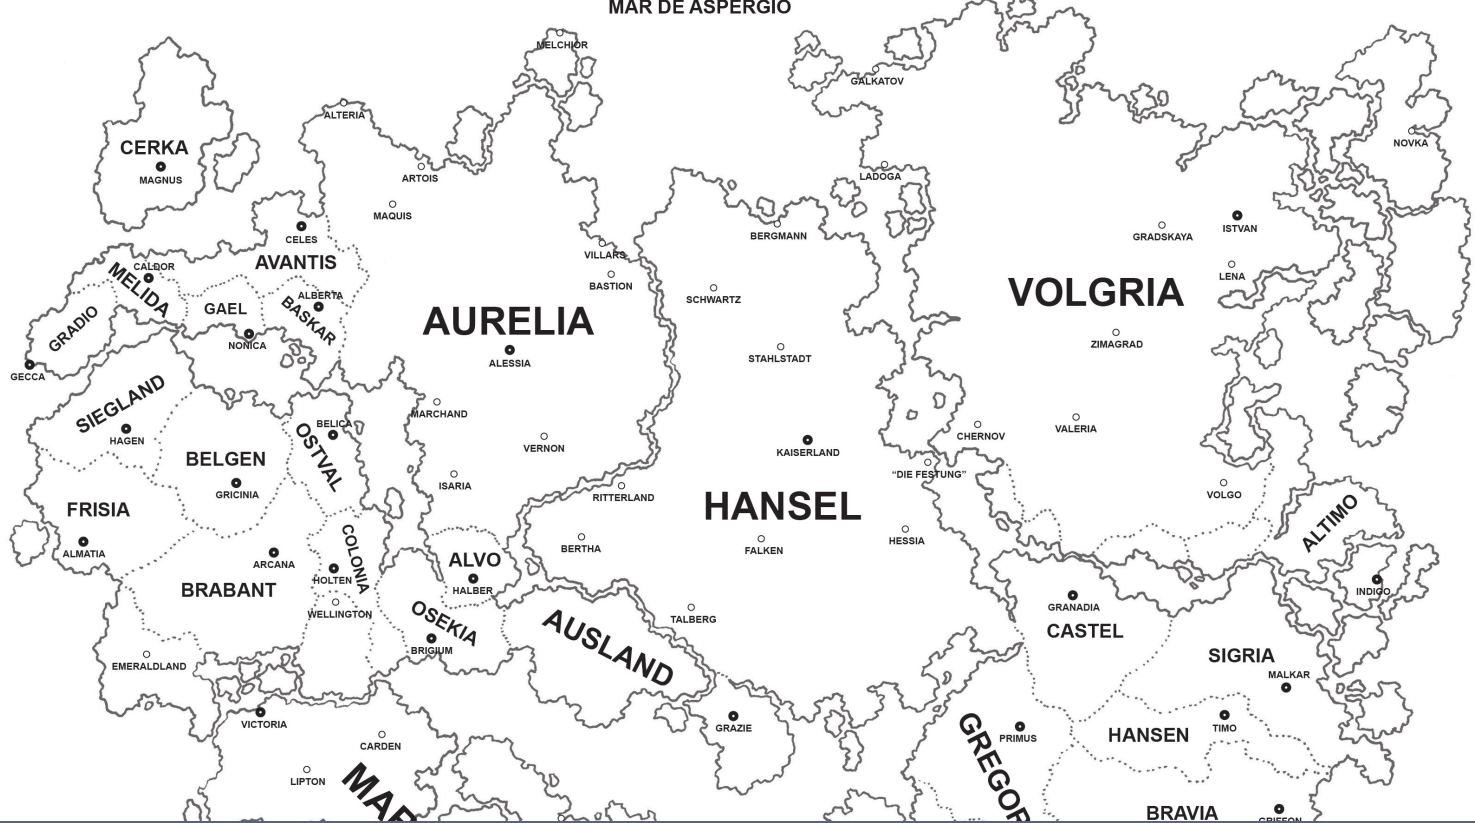 MAR DE ASPERGIO
MELCHIOR
GALKATOV
ALTERIA
NOVKA
CERKA
MAGNUS
ARTOIS
LADOGA
MAQUIS
CELES
BERGMANN
GRADSKAYA
ISTVAN
AVANTIS
VILLARS
CALDOR
MELIDA
BASTION
LENA
SCHWARTZ
ALBERTA
GAEL
BASKAR
VOLGRIA
GRADIO
AURELIA
NONICA
ZIMAGRAD
ALESSIA
STAHLSTADT
GECCA
SIEGLAND
MARCHAND
BELICA
HAGEN
OSTVAL
VALERIA
CHERNOV
VERNON
KAISERLAND
BELGEN
"DIE FESTUNG"
ISARIA
GRICINIA
RITTERLAND
VOLGO
FRISIA
HANSEL
ALTIMO
ALMATIA
COLONIA
BERTHA
FALKEN
HESSIA
ARCANA
ALVO
HOLTEN
HALBER
BRABANT
INDIGO
GRANADIA
WELLINGTON
OSEKIA
TALBERG
CASTEL
BRIGIUM
AUSLAND
EMERALDLAND
SIGRIA
MALKAR
VICTORIA
GRAZIE
PRIMUS
HANSEN
TIMO
CARDEN
GREGOR
LIPTON
MAR
BRAVIA
GRIFFON